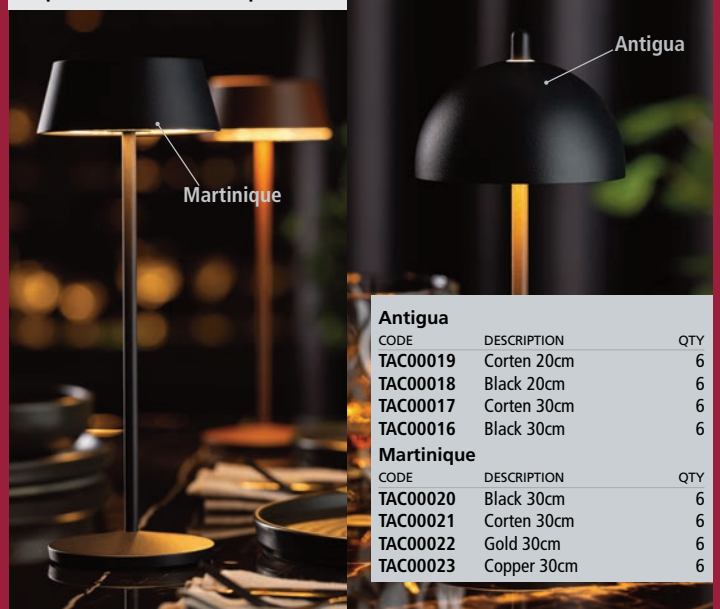 Martinique
Antigua
Antigua
CODE DESCRIPTION QTY
TAC00019 Corten 20cm 6
TAC00018 Black 20cm 6
TAC00017 Corten 30cm 6
TAC00016 Black 30cm 6
Martinique
CODE DESCRIPTION QTY
TAC00020 Black 30cm 6
TAC00021 Corten 30cm 6
TAC00022 Gold 30cm 6
TAC00023 Copper 30cm 6